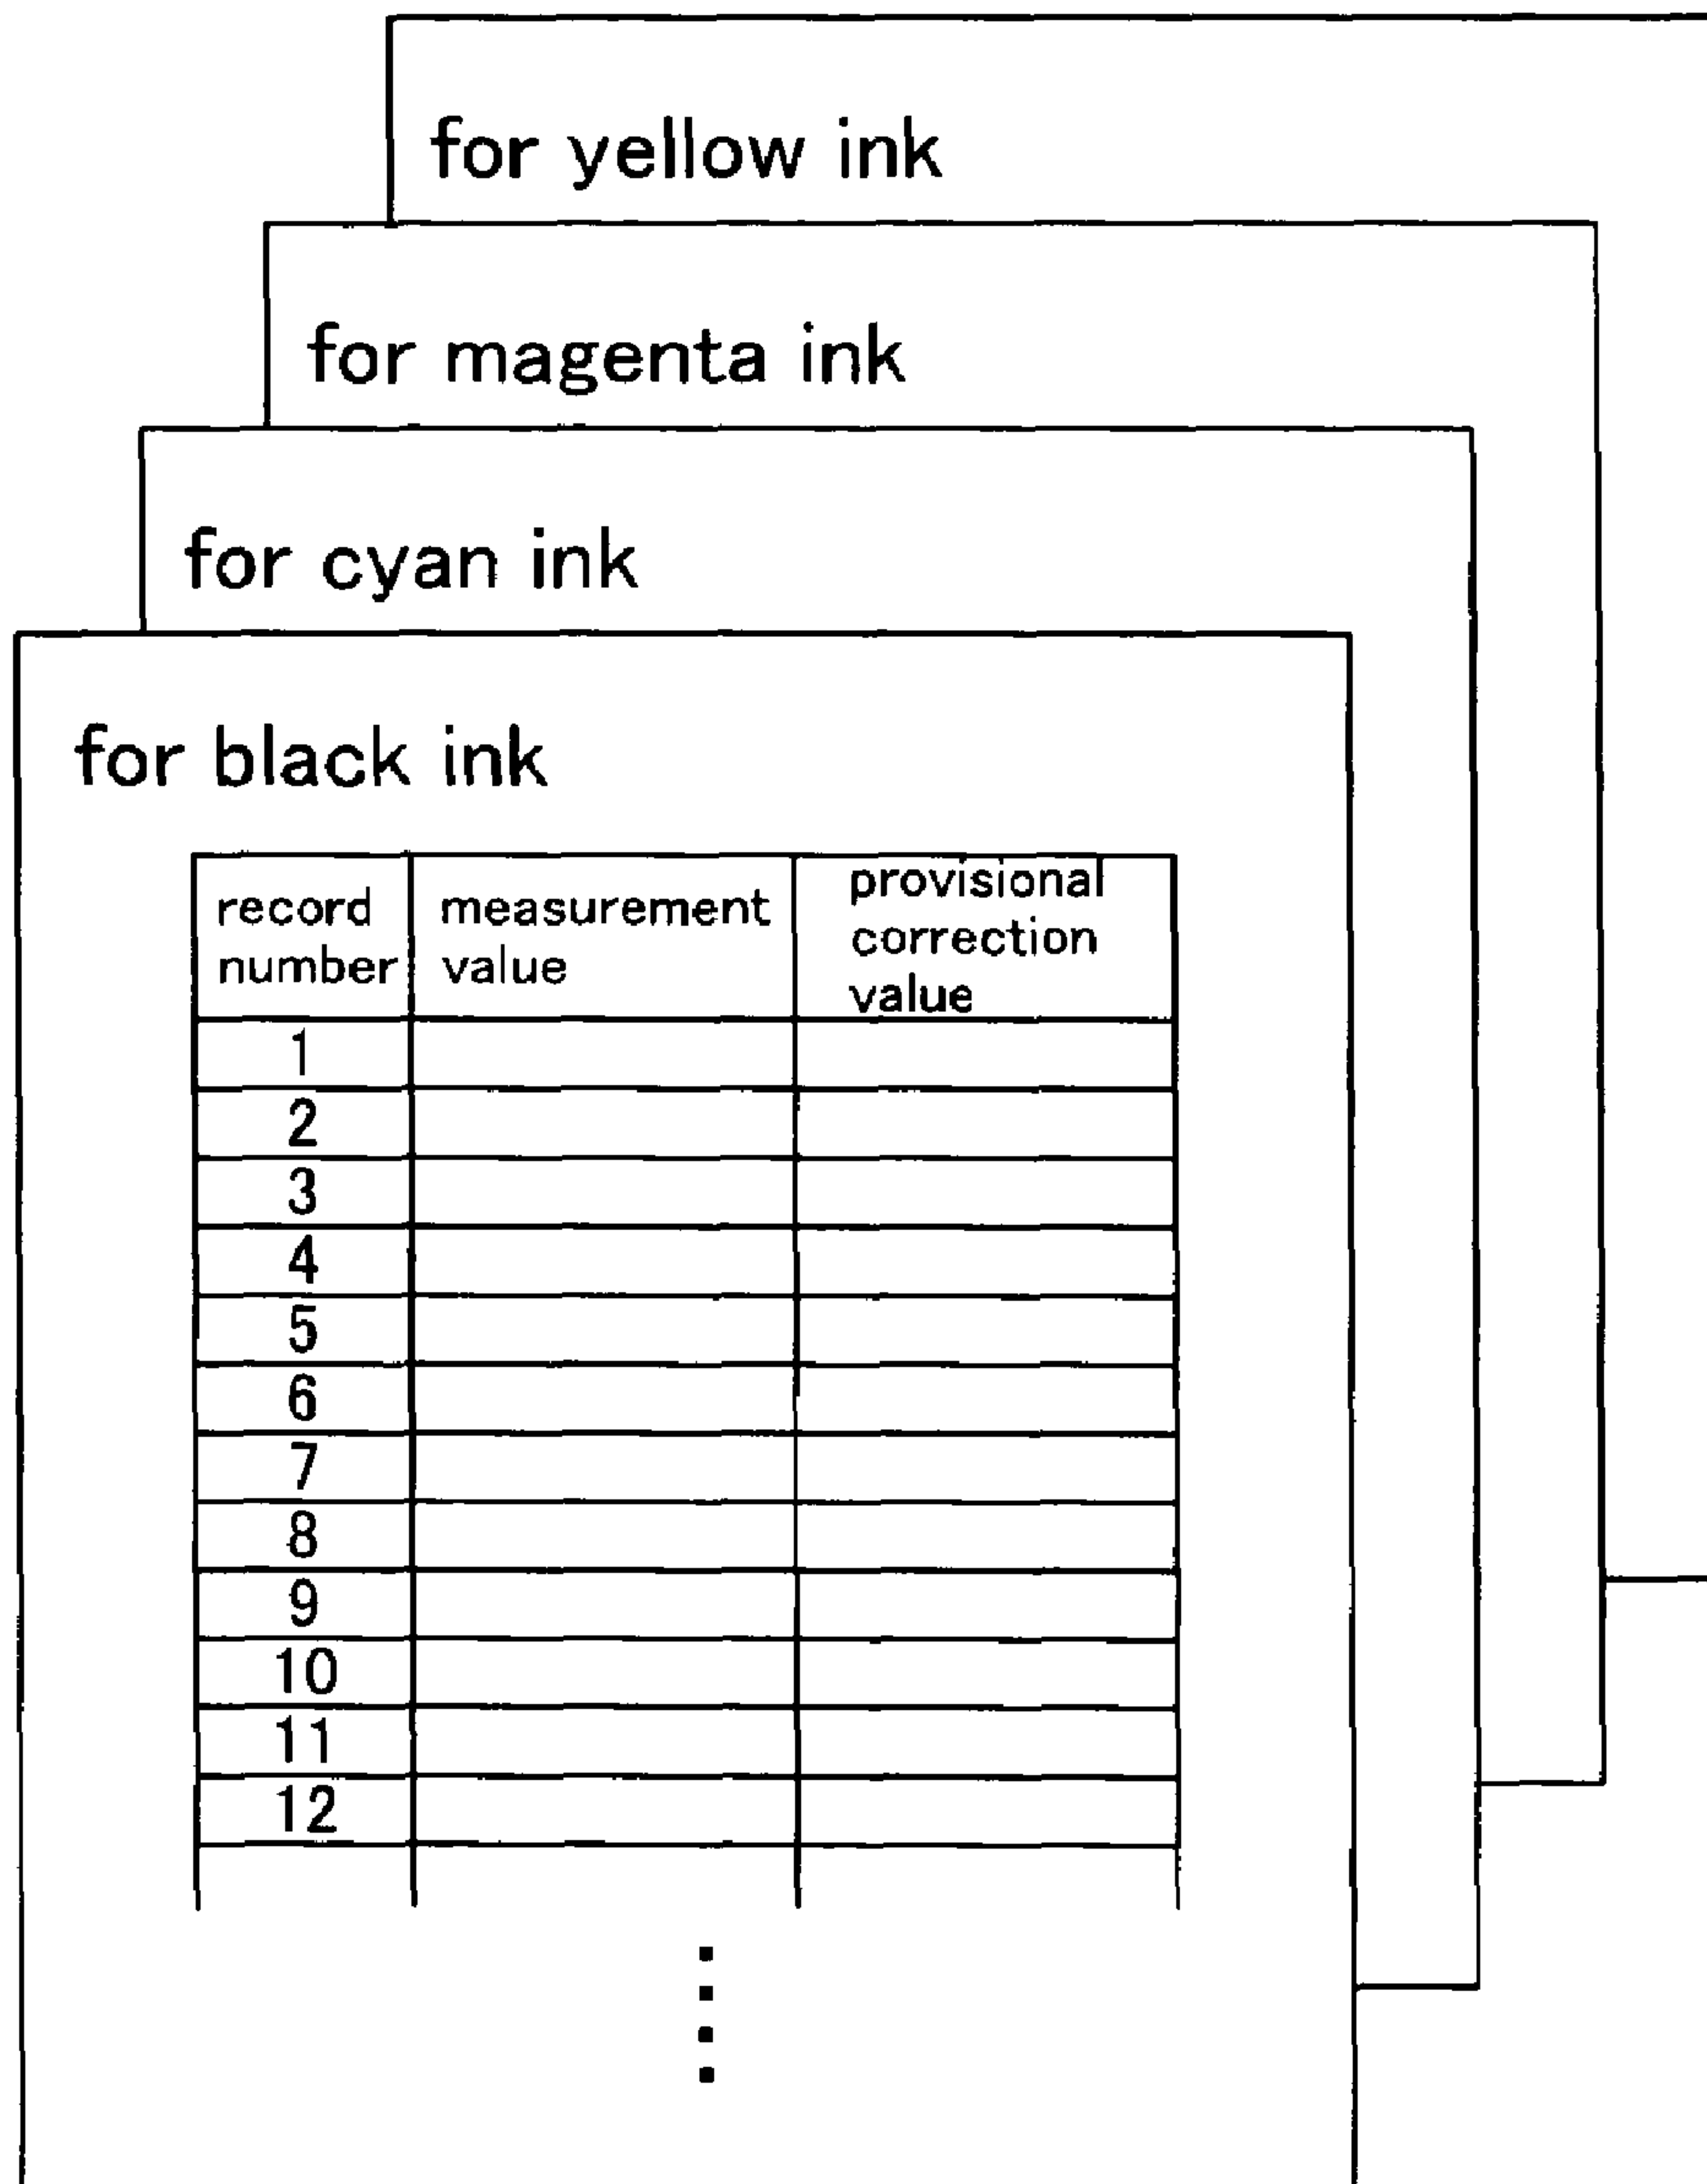 for yellow ink
for magenta ink
for cyan ink
for black ink
record number
measurement value
provisional correction value
1
2
3
4
5
6
7
8
9
10
11
12